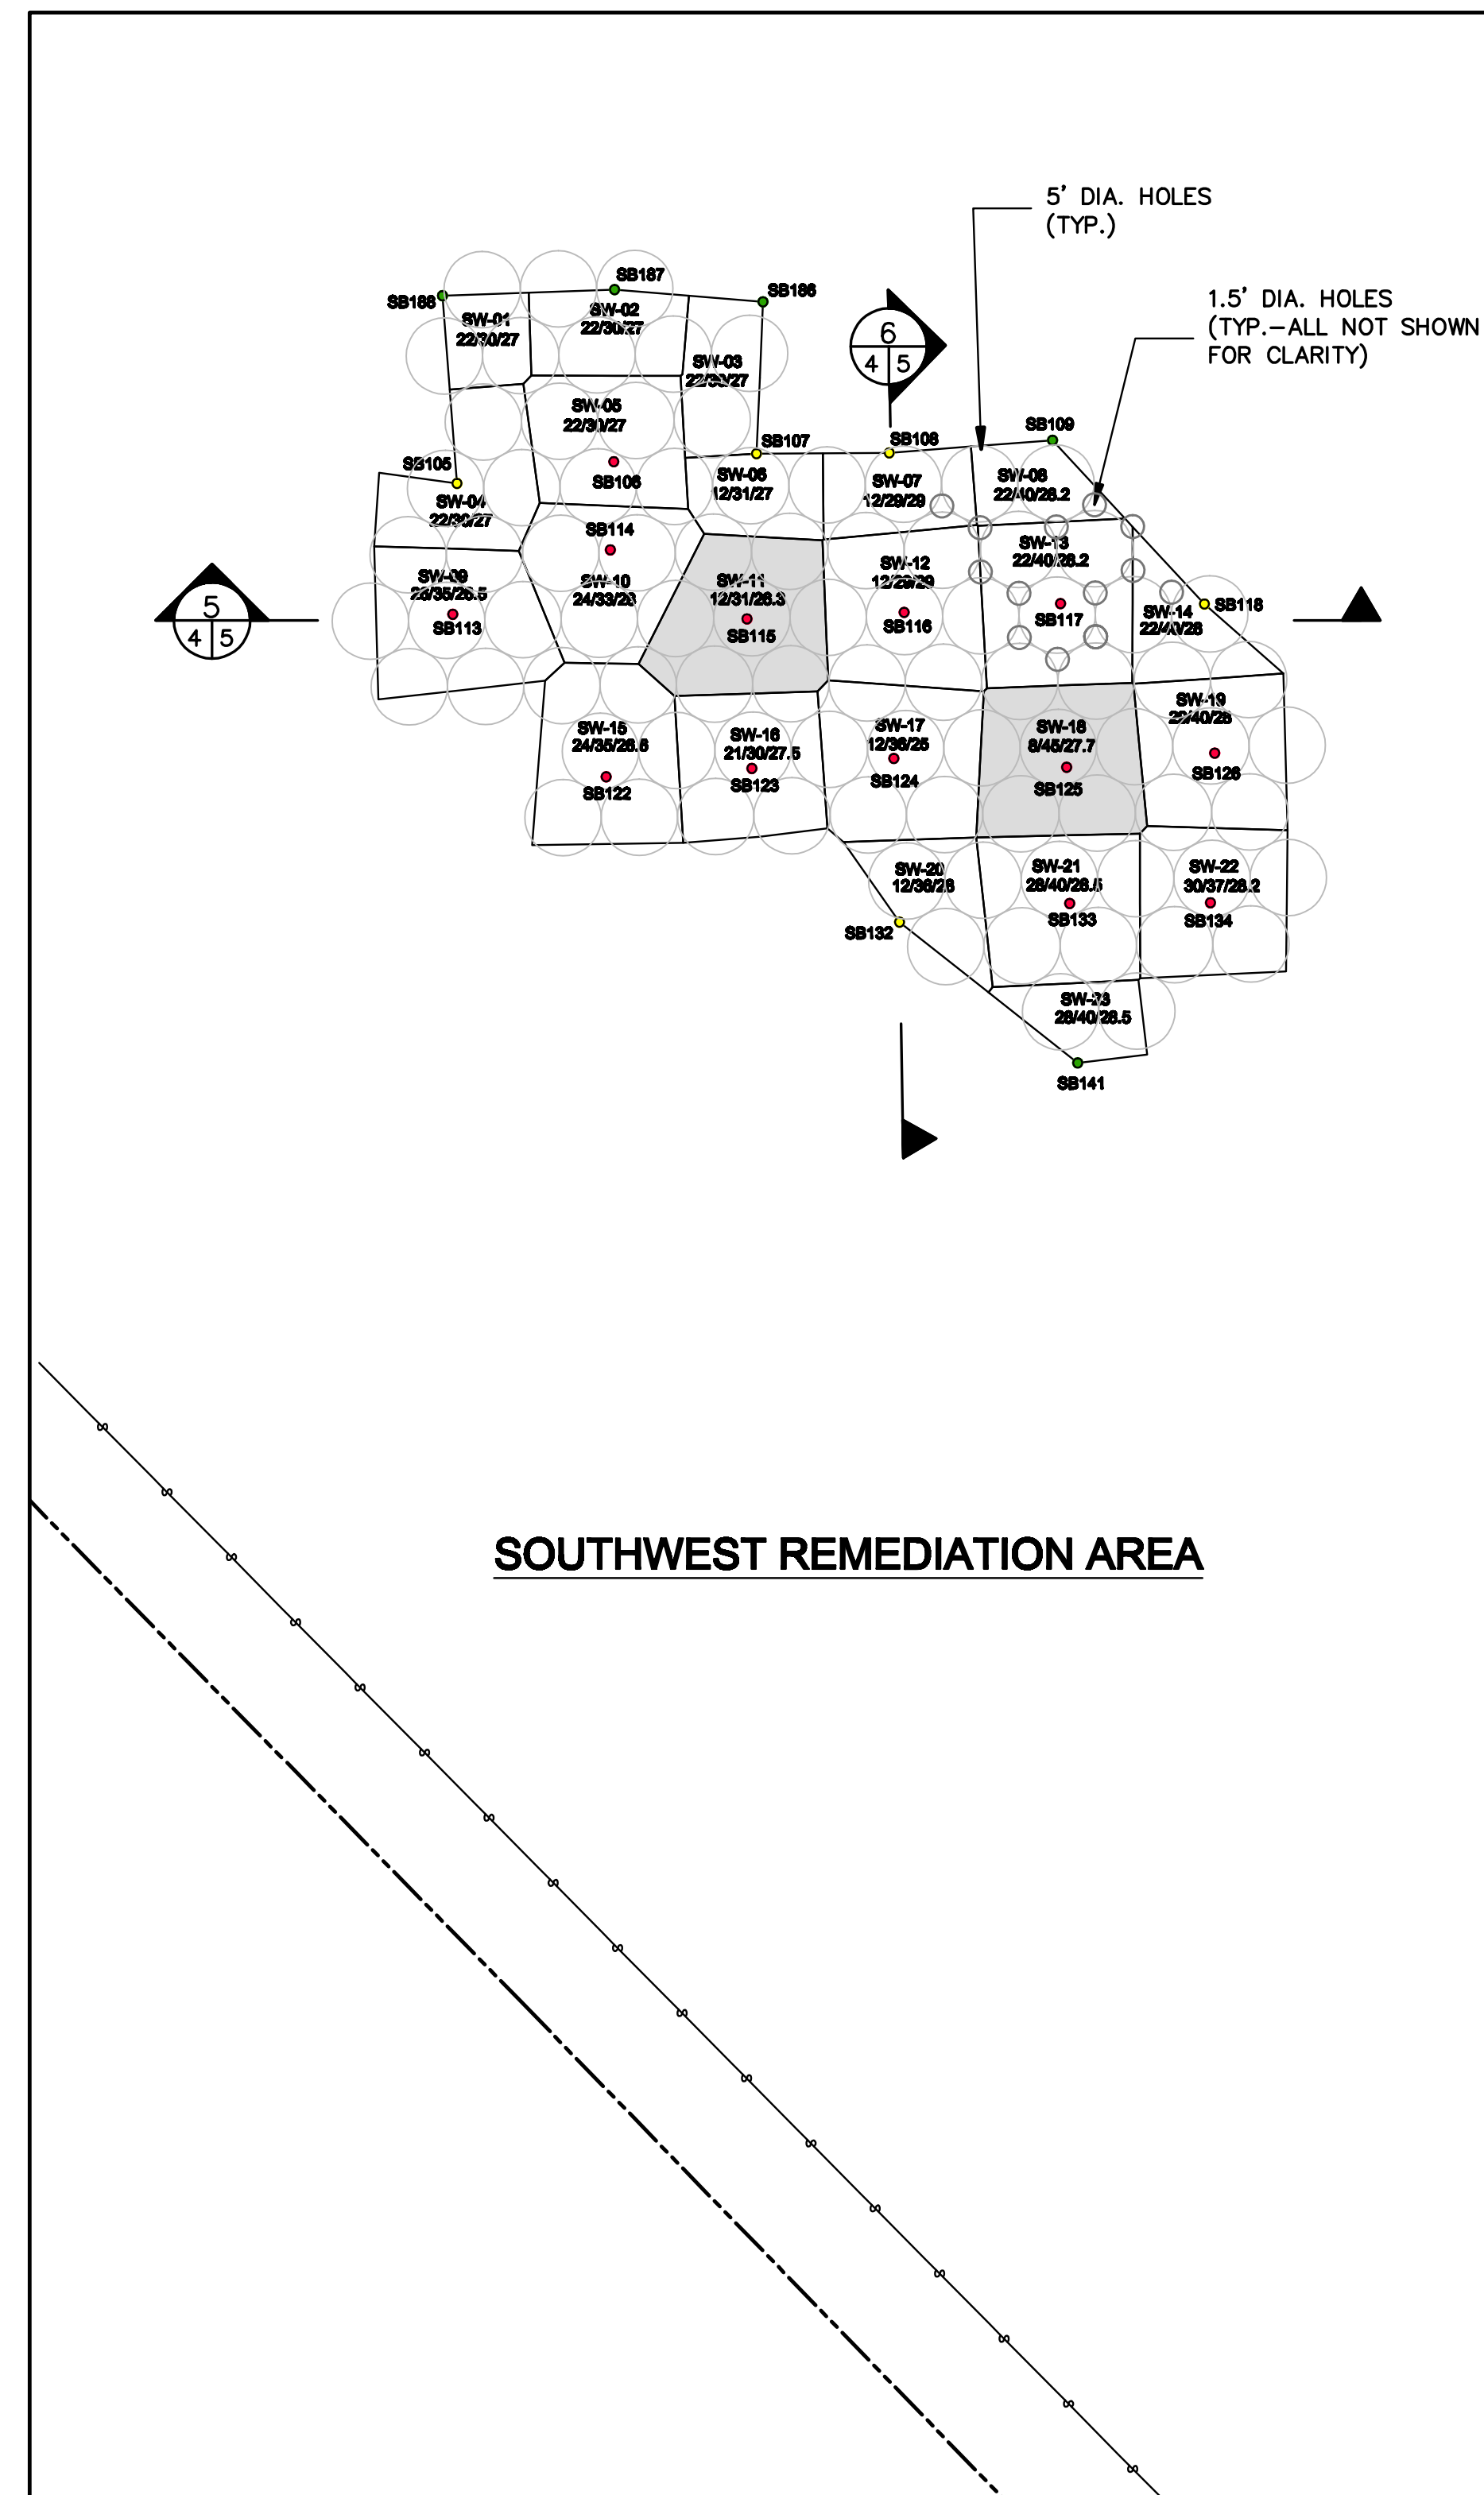 5' DIA. HOLES
(TYP.)
1.5' DIA. HOLES
(TYP.-ALL NOT SHOWN
FOR CLARITY)
SB187
SB188
SB186
SW-01
22/30/27
SW-02
22/30/27
6
4 5
SW-03
22/30/27
SW-05
22/30/27
SB107
SB108
SB109
SB105
SB106
SW-06
12/31/27
SW-07
12/29/29
SW-08
22/40/28.2
SW-04
22/30/27
SB114
SW-13
22/40/28.2
SW-09
SB113
SW-10
24/33/28
SW-11
12/31/28.3
SB115
SW-12
12/29/29
SB116
SB117
SW-14
22/40/28
SB118
5
4 5
SW-15
SB122
SW-16
21/30/27.5
SB123
SW-17
12/36/25
SB124
SW-18
8/45/27.7
SB125
SW-19
SB126
SW-20
12/36/28
SB132
SW-21
28/40/28.5
SB133
SW-22
30/37/28.2
SB134
SW-23
28/40/28.5
SB141
S
S
S
S
SOUTHWEST REMEDIATION AREA
S
S
S
S
S
S
S
S
S
S
S
S
S